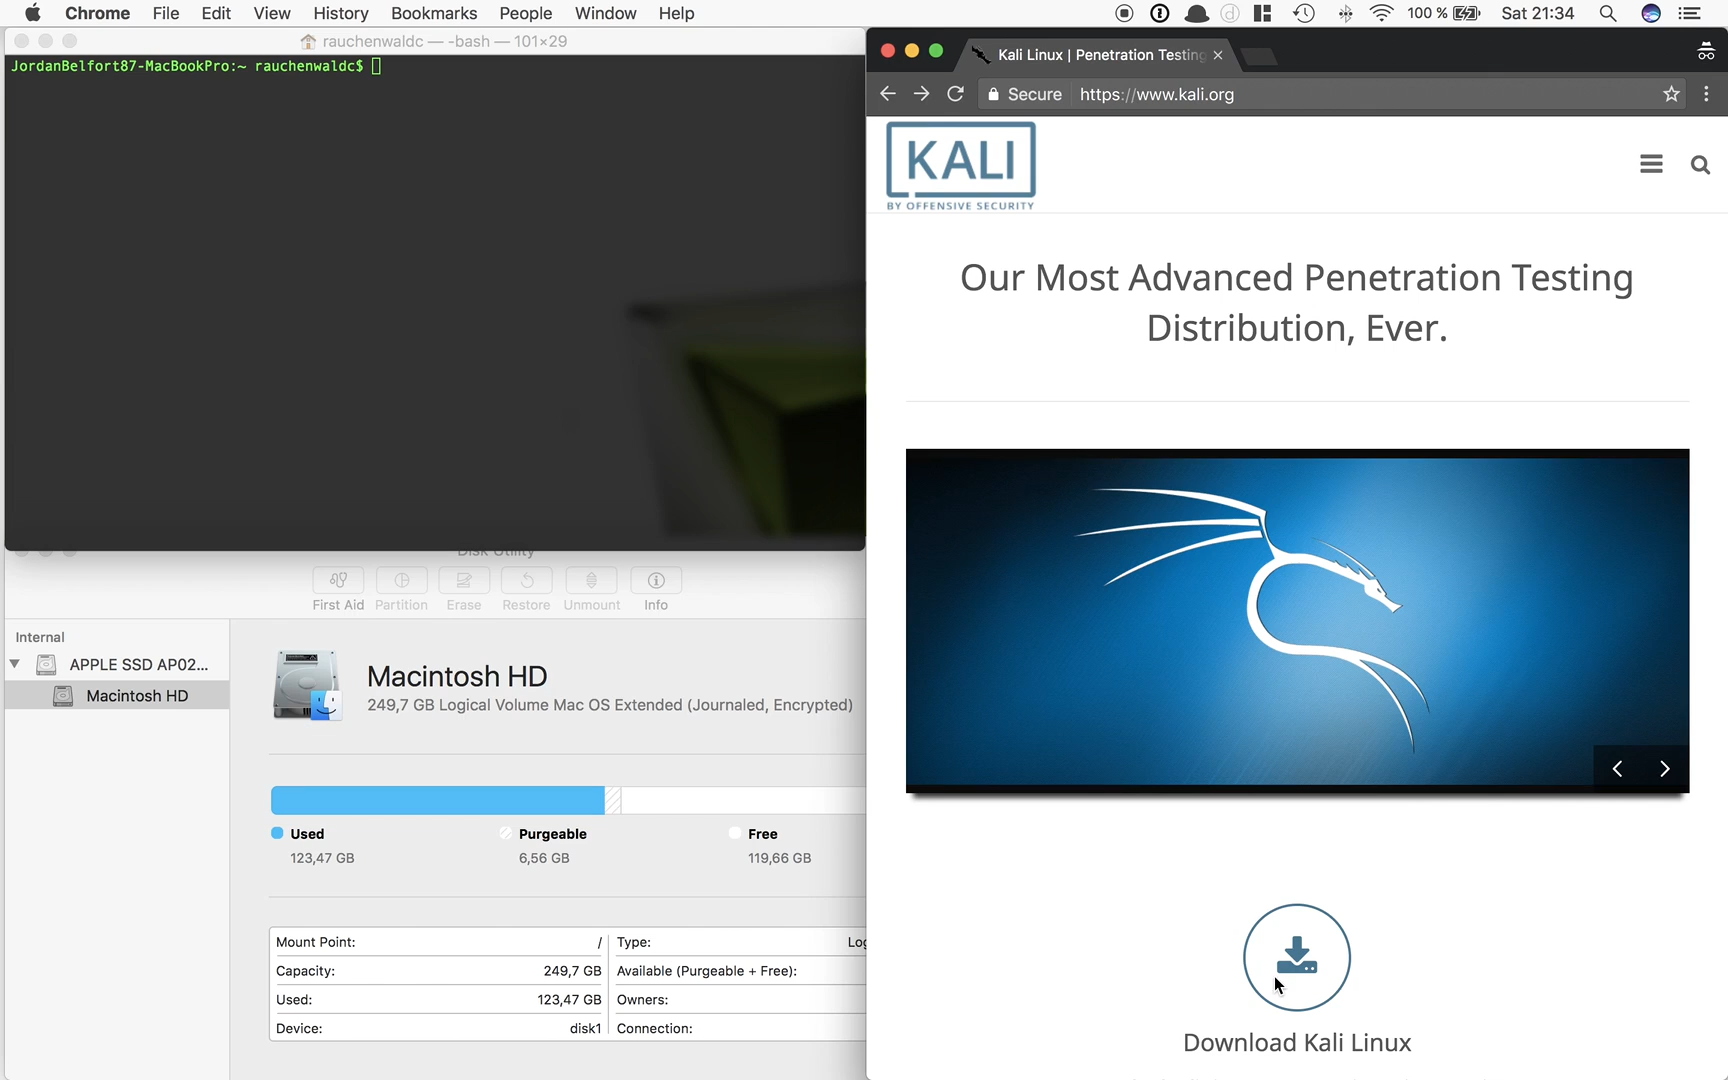 Chrome File Edit View History Bookmarks People Window Help
100 % Sat 21:34
rauchenwaldc — -bash — 101×29
JordanBelfort87-MacBookPro:~ rauchenwaldc$
Disk Utility
First Aid Partition Erase Restore Unmount Info
Internal
APPLE SSD AP02...
Macintosh HD
Macintosh HD
249,7 GB Logical Volume Mac OS Extended (Journaled, Encrypted)
Used Purgeable Free
123,47 GB 6,56 GB 119,66 GB
Mount Point: / Type: Log
Capacity: 249,7 GB Available (Purgeable + Free):
Used: 123,47 GB Owners:
Device: disk1 Connection:
Kali Linux | Penetration Testing
Secure https://www.kali.org
KALI
BY OFFENSIVE SECURITY
Our Most Advanced Penetration Testing
Distribution, Ever.
Download Kali Linux